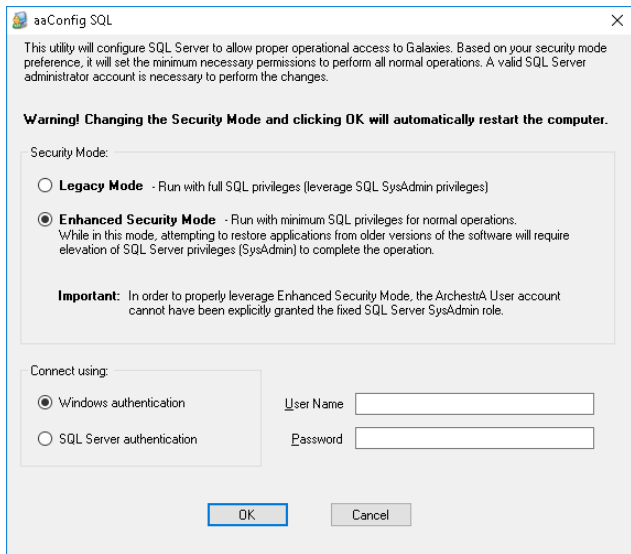 aaConfig SQL
This utility will configure SQL Server to allow proper operational access to Galaxies. Based on your security mode
preference, it will set the minimum necessary permissions to perform all normal operations. A valid SQL Server
administrator account is necessary to perform the changes.
Warning! Changing the Security Mode and clicking OK will automatically restart the computer.
Security Mode:
Legacy Mode - Run with full SQL privileges (leverage SQL SysAdmin privileges)
Enhanced Security Mode - Run with minimum SQL privileges for normal operations.
While in this mode, attempting to restore applications from older versions of the software will require
elevation of SQL Server privileges (SysAdmin) to complete the operation.
Important: In order to properly leverage Enhanced Security Mode, the ArchestrA User account
cannot have been explicitly granted the fixed SQL Server SysAdmin role.
Connect using:
Windows authentication
User Name
SQL Server authentication
Password
OK
Cancel